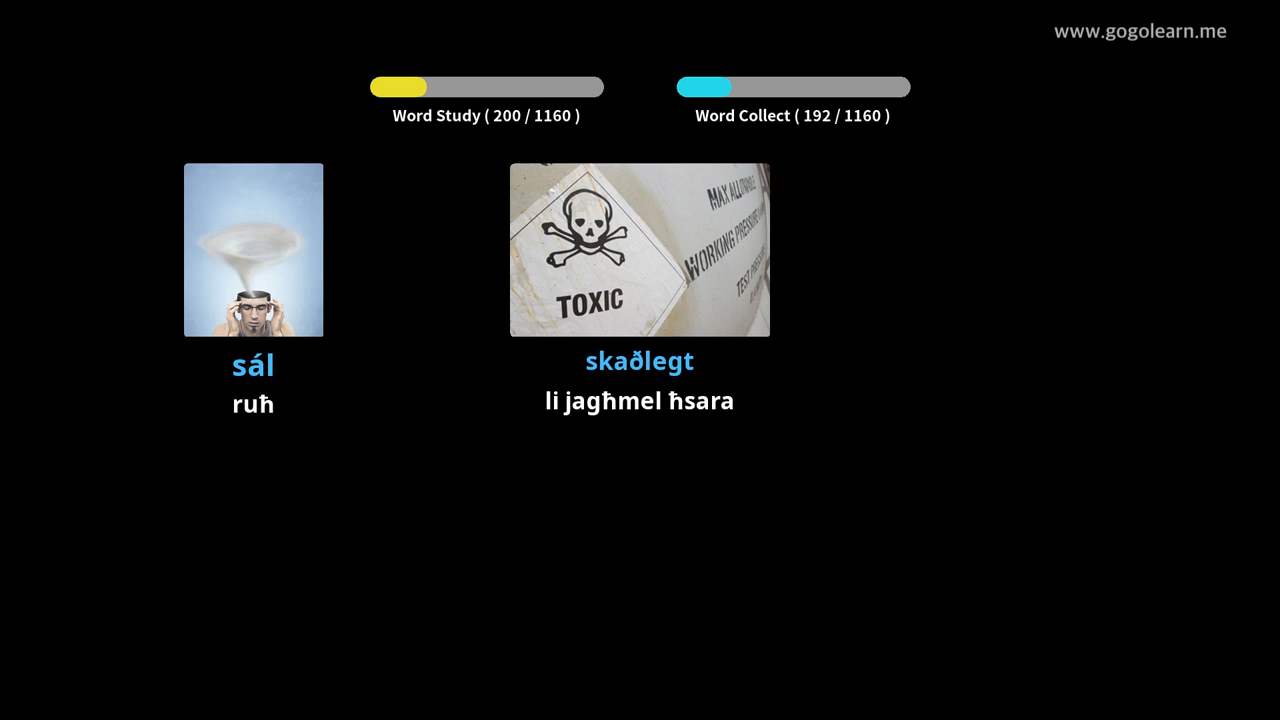 www.gogolearn.me
Word Study ( 200 / 1160 )
Word Collect ( 192 / 1160 )
MAX ALLOWABLE
WORKING PRESSURE
TEST
TOXIC
sál
skaðlegt
ruħ
li jagħmel ħsara